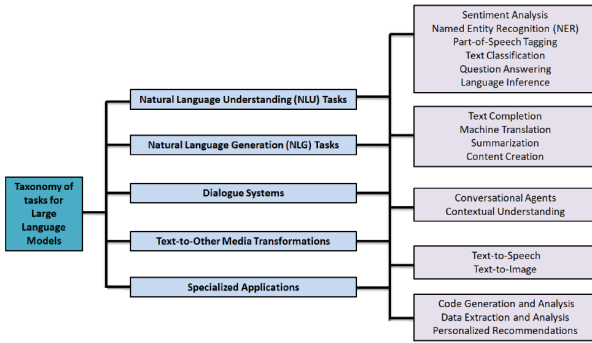 Taxonomy of
tasks for
Large
Language
Models
Natural Language Understanding (NLU) Tasks
Natural Language Generation (NLG) Tasks
Dialogue Systems
Text-to-Other Media Transformations
Specialized Applications
Sentiment Analysis
Named Entity Recognition (NER)
Part-of-Speech Tagging
Text Classification
Question Answering
Language Inference
Text Completion
Machine Translation
Summarization
Content Creation
Conversational Agents
Contextual Understanding
Text-to-Speech
Text-to-Image
Code Generation and Analysis
Data Extraction and Analysis
Personalized Recommendations